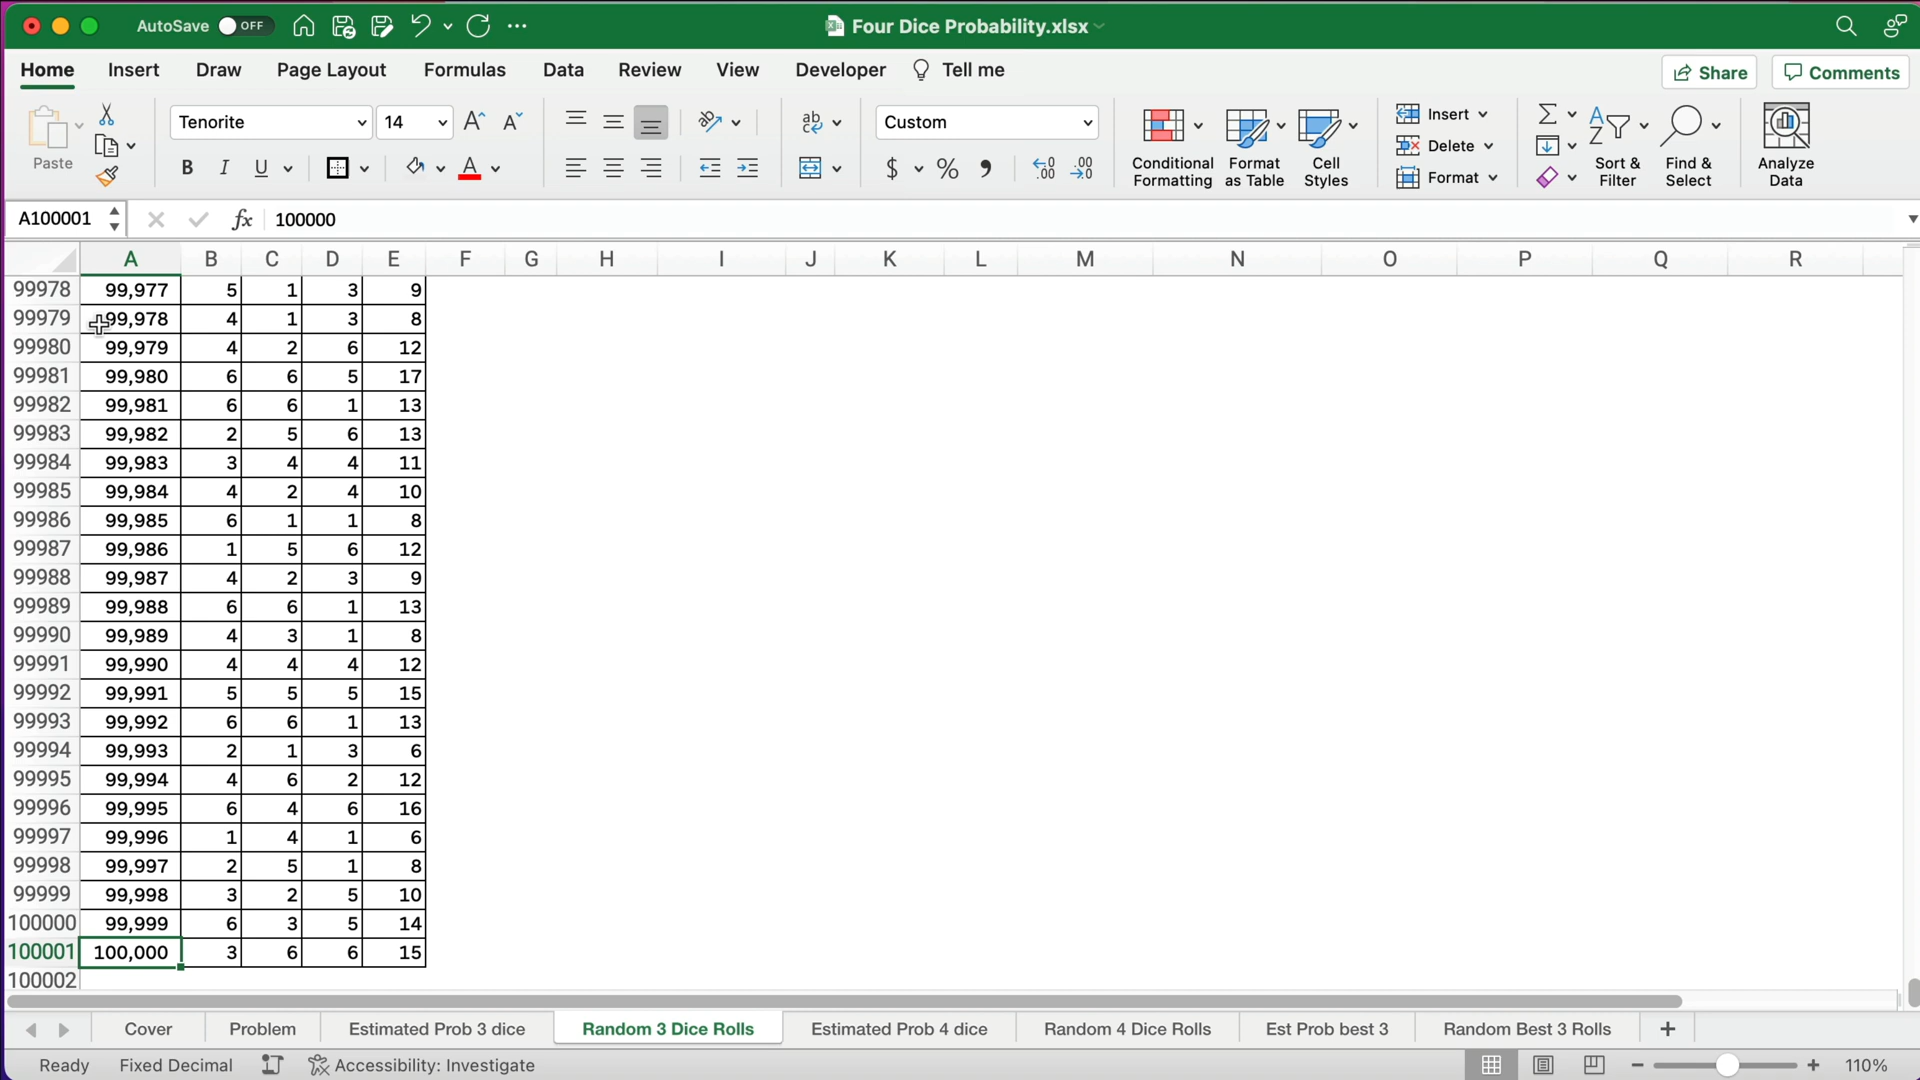 AutoSave OFF Four Dice Probability.xlsx
Home Insert Draw Page Layout Formulas Data Review View Developer Tell me Share Comments
Paste Tenorite 14 Custom Conditional Formatting Format as Table Cell Styles Insert Delete Format Sort & Filter Find & Select Analyze Data
A100001 fx 100000
A B C D E F G H I J K L M N O P Q R
99978 99,977 5 1 3 9
99979 99,978 4 1 3 8
99980 99,979 4 2 6 12
99981 99,980 6 6 5 17
99982 99,981 6 6 1 13
99983 99,982 2 5 6 13
99984 99,983 3 4 4 11
99985 99,984 4 2 4 10
99986 99,985 6 1 1 8
99987 99,986 1 5 6 12
99988 99,987 4 2 3 9
99989 99,988 6 6 1 13
99990 99,989 4 3 1 8
99991 99,990 4 4 4 12
99992 99,991 5 5 5 15
99993 99,992 6 6 1 13
99994 99,993 2 1 3 6
99995 99,994 4 6 2 12
99996 99,995 6 4 6 16
99997 99,996 1 4 1 6
99998 99,997 2 5 1 8
99999 99,998 3 2 5 10
100000 99,999 6 3 5 14
100001 100,000 3 6 6 15
100002
Cover Problem Estimated Prob 3 dice Random 3 Dice Rolls Estimated Prob 4 dice Random 4 Dice Rolls Est Prob best 3 Random Best 3 Rolls +
Ready Fixed Decimal Accessibility: Investigate 110%